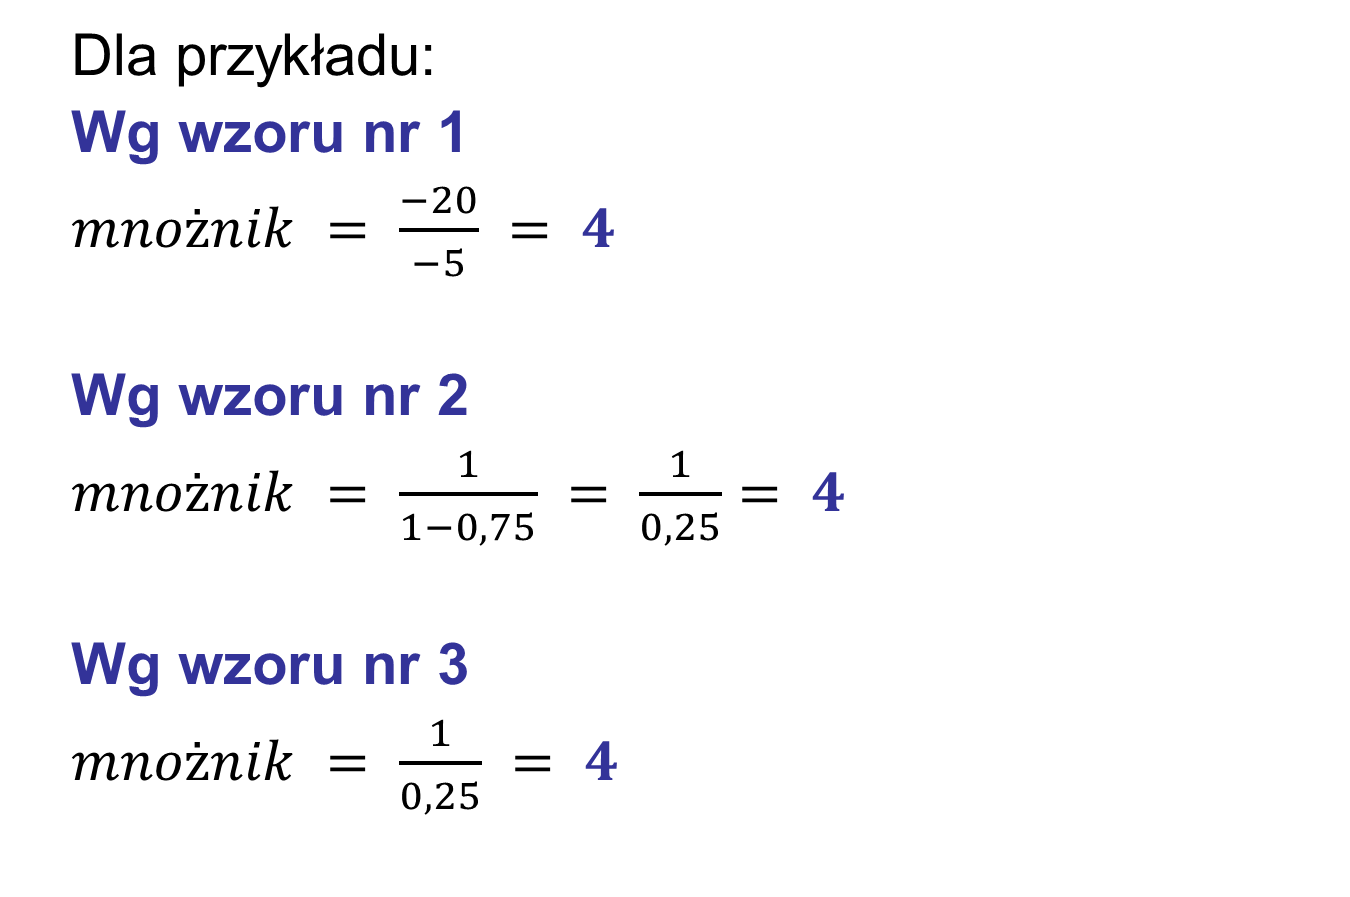 Dla przykładu:
Wg wzoru nr 1
mnożnik = −20/−5 = 4
Wg wzoru nr 2
mnożnik = 1/1−0,75 = 1/0,25 = 4
Wg wzoru nr 3
mnożnik = 1/0,25 = 4